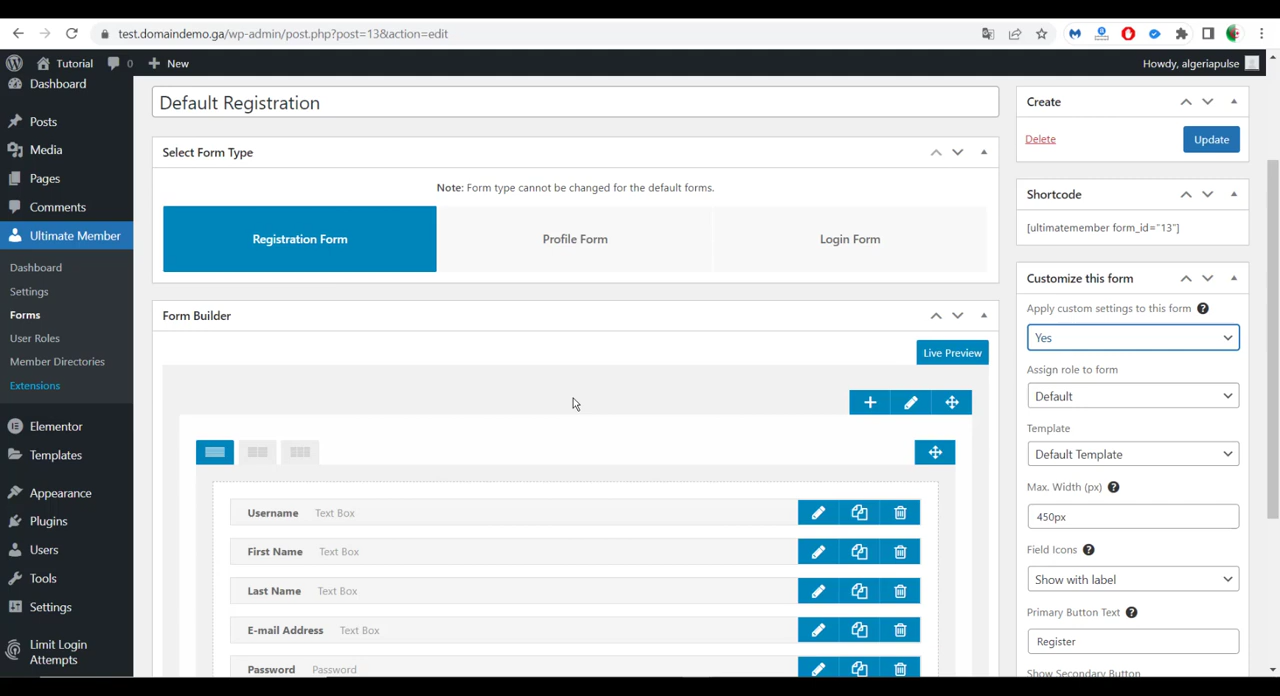 test.domaindemo.ga/wp-admin/post.php?post=13&action=edit
Tutorial
0
New
Howdy, algeriapulse
Dashboard
Posts
Media
Pages
Comments
Ultimate Member
Dashboard
Settings
Forms
User Roles
Member Directories
Extensions
Elementor
Templates
Appearance
Plugins
Users
Tools
Settings
Limit Login
Attempts
Default Registration
Select Form Type
Note: Form type cannot be changed for the default forms.
Registration Form
Profile Form
Login Form
Form Builder
Live Preview
Username Text Box
First Name Text Box
Last Name Text Box
E-mail Address Text Box
Password Password
Create
Delete
Update
Shortcode
[ultimatemember form_id="13"]
Customize this form
Apply custom settings to this form ?
Yes
Assign role to form
Default
Template
Default Template
Max. Width (px) ?
450px
Field Icons ?
Show with label
Primary Button Text ?
Register
Show Secondary Button